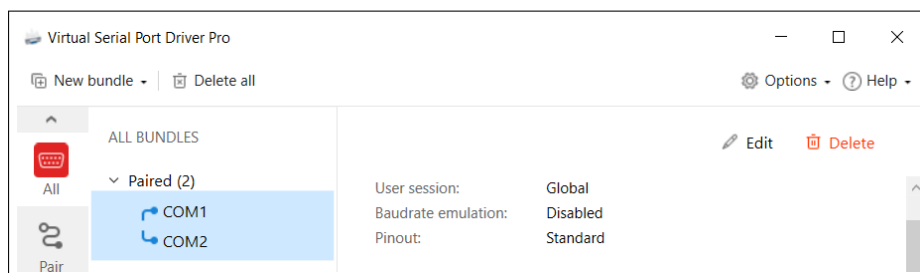 Virtual Serial Port Driver Pro
New bundle Delete all Options ? Help
ALL BUNDLES
Edit Delete
All
Paired (2)
COM1
COM2
Pair
User session: Global
Baudrate emulation: Disabled
Pinout: Standard